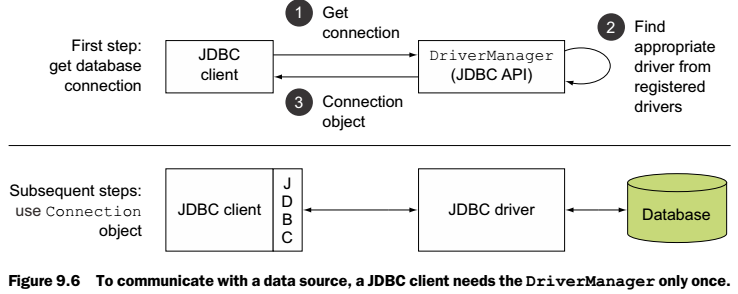 1
Get
connection
First step:
get database
connection
JDBC
client
DriverManager
(JDBC API)
2
Find
appropriate
driver from
registered
drivers
3
Connection
object
Subsequent steps:
use Connection
object
JDBC client
J
D
B
C
JDBC driver
Database
Figure 9.6 To communicate with a data source, a JDBC client needs the DriverManager only once.